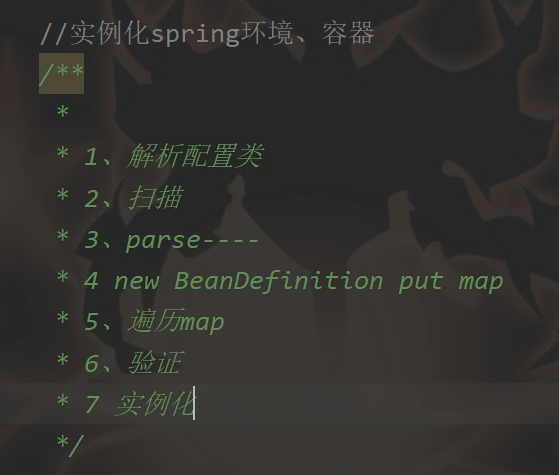 //实例化spring环境、容器
/**
*
* 1、解析配置类
* 2、扫描
* 3、parse----
* 4 new BeanDefinition put map
* 5、遍历map
* 6、验证
* 7 实例化
*/